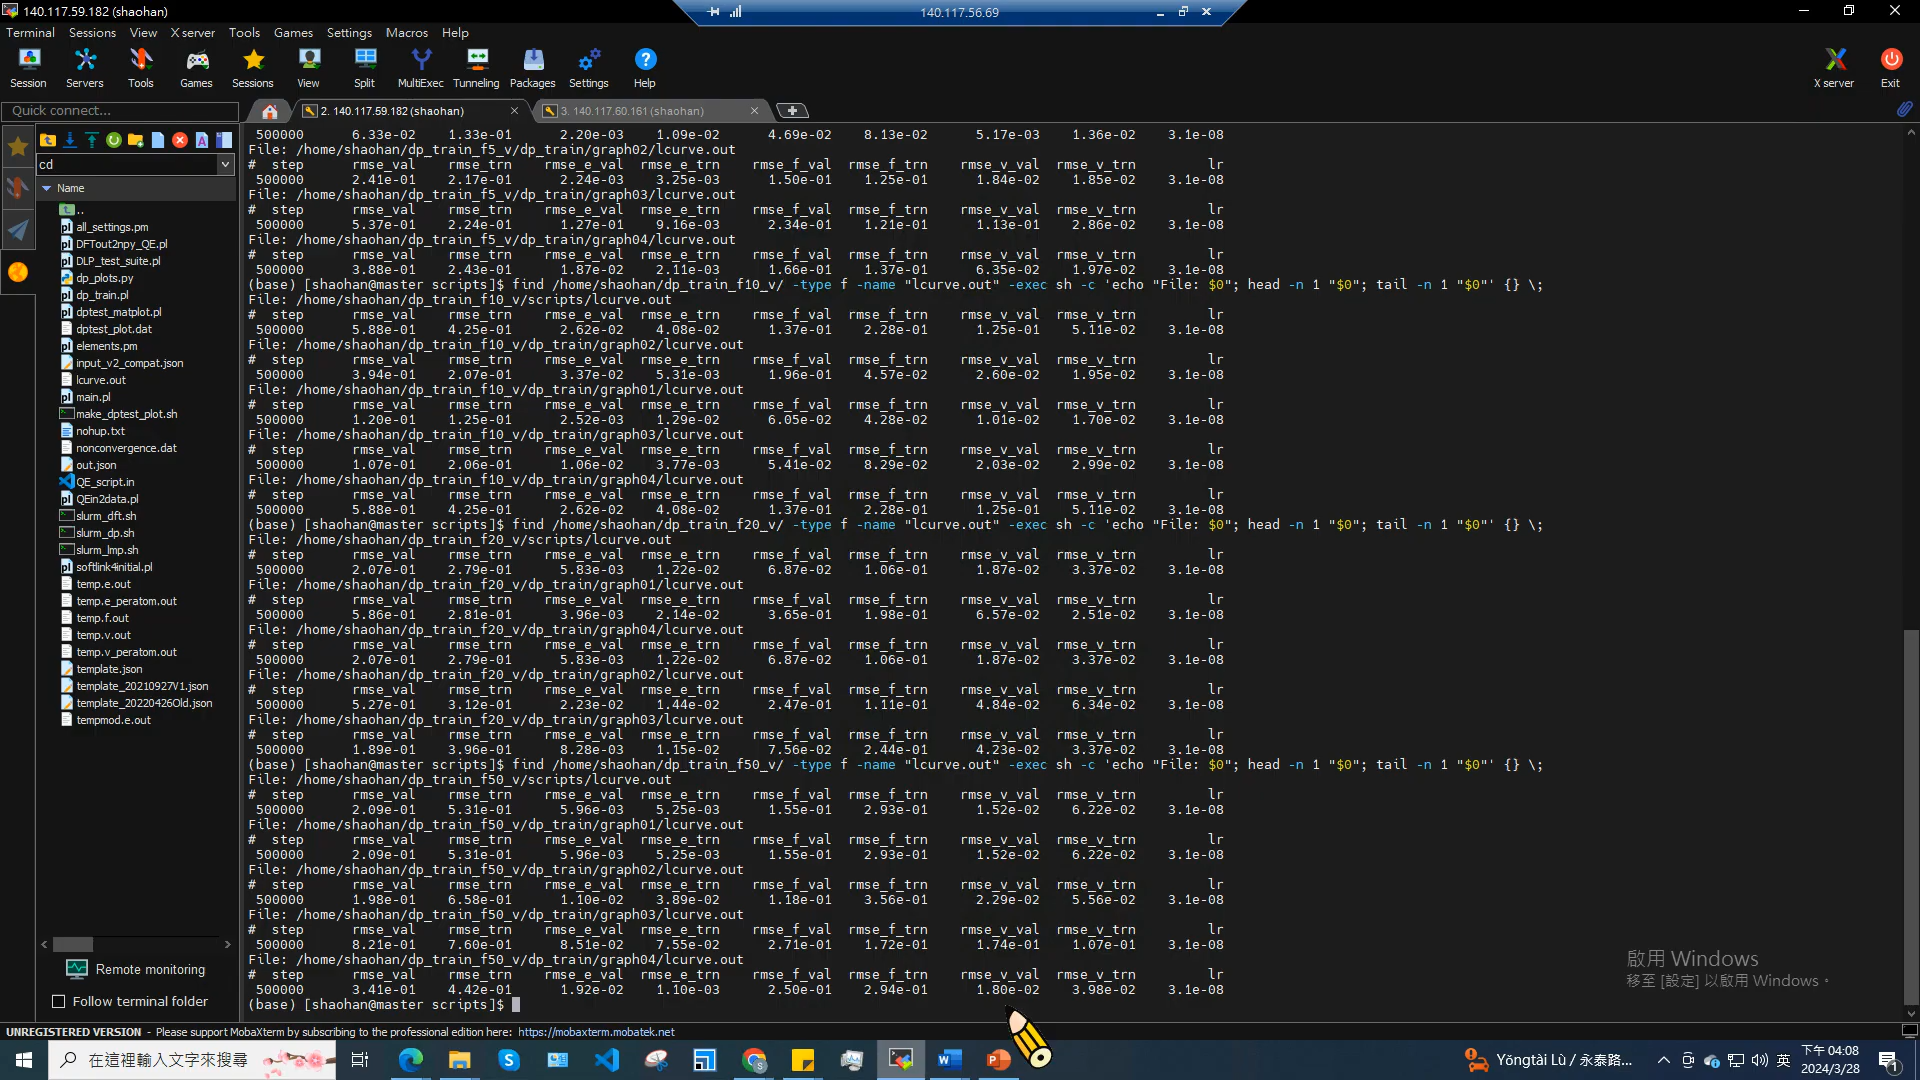 140.117.59.182 (shaohan)
140.117.56.69
Terminal Sessions View X server Tools Games Settings Macros Help
Session Servers Tools Games Sessions View Split MultiExec Tunneling Packages Settings Help X server Exit
Quick connect...
2. 140.117.59.182 (shaohan)
3. 140.117.60.161 (shaohan)
cd
Name
..
all_settings.pm
DFTout2npy_QE.pl
DLP_test_suite.pl
dp_plots.py
dp_train.pl
dptest_matplot.pl
dptest_plot.dat
elements.pm
input_v2_compat.json
lcurve.out
main.pl
make_dptest_plot.sh
nohup.txt
nonconvergence.dat
out.json
QE_script.in
QEin2data.pl
slurm_dft.sh
slurm_dp.sh
slurm_lmp.sh
softlink4initial.pl
temp.e.out
temp.e_peratom.out
temp.f.out
temp.v.out
temp.v_peratom.out
template.json
template_20210927V1.json
template_20220426Old.json
tempmod.e.out
Remote monitoring
Follow terminal folder
500000 6.33e-02 1.33e-01 2.20e-03 1.09e-02 4.69e-02 8.13e-02 5.17e-03 1.36e-02 3.1e-08
File: /home/shaohan/dp_train_f5_v/dp_train/graph02/lcurve.out
# step rmse_val rmse_trn rmse_e_val rmse_e_trn rmse_f_val rmse_f_trn rmse_v_val rmse_v_trn lr
500000 2.41e-01 2.17e-01 2.24e-03 3.25e-03 1.50e-01 1.25e-01 1.84e-02 1.85e-02 3.1e-08
File: /home/shaohan/dp_train_f5_v/dp_train/graph03/lcurve.out
# step rmse_val rmse_trn rmse_e_val rmse_e_trn rmse_f_val rmse_f_trn rmse_v_val rmse_v_trn lr
500000 5.37e-02 2.24e-01 1.27e-01 9.16e-03 2.34e-01 1.21e-01 1.13e-01 2.86e-02 3.1e-08
File: /home/shaohan/dp_train_f5_v/dp_train/graph04/lcurve.out
# step rmse_val rmse_trn rmse_e_val rmse_e_trn rmse_f_val rmse_f_trn rmse_v_val rmse_v_trn lr
500000 3.88e-01 2.43e-01 1.87e-02 2.11e-03 1.66e-01 1.37e-01 6.35e-02 1.97e-02 3.1e-08
(base) [shaohan@master scripts]$ find /home/shaohan/dp_train_f10_v/ -type f -name "lcurve.out" -exec sh -c 'echo "File: $0"; head -n 1 "$0"; tail -n 1 "$0"' {} \;
File: /home/shaohan/dp_train_f10_v/scripts/lcurve.out
# step rmse_val rmse_trn rmse_e_val rmse_e_trn rmse_f_val rmse_f_trn rmse_v_val rmse_v_trn lr
500000 5.88e-01 4.25e-01 2.62e-02 4.08e-02 1.37e-01 2.28e-01 1.25e-01 5.11e-02 3.1e-08
File: /home/shaohan/dp_train_f10_v/dp_train/graph02/lcurve.out
# step rmse_val rmse_trn rmse_e_val rmse_e_trn rmse_f_val rmse_f_trn rmse_v_val rmse_v_trn lr
500000 3.94e-01 2.07e-01 3.37e-02 5.31e-03 1.96e-01 4.57e-02 2.60e-02 1.95e-02 3.1e-08
File: /home/shaohan/dp_train_f10_v/dp_train/graph01/lcurve.out
# step rmse_val rmse_trn rmse_e_val rmse_e_trn rmse_f_val rmse_f_trn rmse_v_val rmse_v_trn lr
500000 1.20e-01 1.25e-01 2.52e-03 1.29e-02 6.05e-02 4.28e-02 1.01e-02 1.70e-02 3.1e-08
File: /home/shaohan/dp_train_f10_v/dp_train/graph03/lcurve.out
# step rmse_val rmse_trn rmse_e_val rmse_e_trn rmse_f_val rmse_f_trn rmse_v_val rmse_v_trn lr
500000 1.07e-01 2.06e-01 1.06e-02 3.77e-03 5.41e-02 8.29e-02 2.03e-02 2.99e-02 3.1e-08
File: /home/shaohan/dp_train_f10_v/dp_train/graph04/lcurve.out
# step rmse_val rmse_trn rmse_e_val rmse_e_trn rmse_f_val rmse_f_trn rmse_v_val rmse_v_trn lr
500000 5.88e-01 4.25e-01 2.62e-02 4.08e-02 1.37e-01 2.28e-01 1.25e-01 5.11e-02 3.1e-08
(base) [shaohan@master scripts]$ find /home/shaohan/dp_train_f20_v/ -type f -name "lcurve.out" -exec sh -c 'echo "File: $0"; head -n 1 "$0"; tail -n 1 "$0"' {} \;
File: /home/shaohan/dp_train_f20_v/scripts/lcurve.out
# step rmse_val rmse_trn rmse_e_val rmse_e_trn rmse_f_val rmse_f_trn rmse_v_val rmse_v_trn lr
500000 2.07e-01 2.79e-01 5.83e-03 1.22e-02 6.87e-02 1.06e-01 1.87e-02 3.37e-02 3.1e-08
File: /home/shaohan/dp_train_f20_v/dp_train/graph01/lcurve.out
# step rmse_val rmse_trn rmse_e_val rmse_e_trn rmse_f_val rmse_f_trn rmse_v_val rmse_v_trn lr
500000 5.86e-01 2.81e-01 3.96e-03 2.14e-02 3.65e-01 1.98e-01 6.57e-02 2.51e-02 3.1e-08
File: /home/shaohan/dp_train_f20_v/dp_train/graph04/lcurve.out
# step rmse_val rmse_trn rmse_e_val rmse_e_trn rmse_f_val rmse_f_trn rmse_v_val rmse_v_trn lr
500000 2.07e-01 2.79e-01 5.83e-03 1.22e-02 6.87e-02 1.06e-01 1.87e-02 3.37e-02 3.1e-08
File: /home/shaohan/dp_train_f20_v/dp_train/graph02/lcurve.out
# step rmse_val rmse_trn rmse_e_val rmse_e_trn rmse_f_val rmse_f_trn rmse_v_val rmse_v_trn lr
500000 5.27e-01 3.12e-01 2.23e-02 1.44e-02 2.47e-01 1.11e-01 4.84e-02 6.34e-02 3.1e-08
File: /home/shaohan/dp_train_f20_v/dp_train/graph03/lcurve.out
# step rmse_val rmse_trn rmse_e_val rmse_e_trn rmse_f_val rmse_f_trn rmse_v_val rmse_v_trn lr
500000 1.89e-01 3.96e-01 8.28e-03 1.15e-02 7.56e-02 2.44e-01 4.23e-02 3.37e-02 3.1e-08
(base) [shaohan@master scripts]$ find /home/shaohan/dp_train_f50_v/ -type f -name "lcurve.out" -exec sh -c 'echo "File: $0"; head -n 1 "$0"; tail -n 1 "$0"' {} \;
File: /home/shaohan/dp_train_f50_v/scripts/lcurve.out
# step rmse_val rmse_trn rmse_e_val rmse_e_trn rmse_f_val rmse_f_trn rmse_v_val rmse_v_trn lr
500000 2.09e-01 5.31e-01 5.96e-03 5.25e-03 1.55e-01 2.93e-01 1.52e-02 6.22e-02 3.1e-08
File: /home/shaohan/dp_train_f50_v/dp_train/graph01/lcurve.out
# step rmse_val rmse_trn rmse_e_val rmse_e_trn rmse_f_val rmse_f_trn rmse_v_val rmse_v_trn lr
500000 2.09e-01 5.31e-01 5.96e-03 5.25e-03 1.55e-01 2.93e-01 1.52e-02 6.22e-02 3.1e-08
File: /home/shaohan/dp_train_f50_v/dp_train/graph02/lcurve.out
# step rmse_val rmse_trn rmse_e_val rmse_e_trn rmse_f_val rmse_f_trn rmse_v_val rmse_v_trn lr
500000 1.98e-01 6.58e-01 1.10e-02 3.89e-02 1.18e-01 3.56e-01 2.29e-02 5.56e-02 3.1e-08
File: /home/shaohan/dp_train_f50_v/dp_train/graph03/lcurve.out
# step rmse_val rmse_trn rmse_e_val rmse_e_trn rmse_f_val rmse_f_trn rmse_v_val rmse_v_trn lr
500000 8.21e-01 7.60e-01 8.51e-02 7.55e-02 2.71e-01 1.72e-01 1.74e-01 1.07e-01 3.1e-08
File: /home/shaohan/dp_train_f50_v/dp_train/graph04/lcurve.out
# step rmse_val rmse_trn rmse_e_val rmse_e_trn rmse_f_val rmse_f_trn rmse_v_val rmse_v_trn lr
500000 3.41e-01 4.42e-01 1.92e-02 1.10e-03 2.50e-01 2.94e-01 1.80e-02 3.98e-02 3.1e-08
(base) [shaohan@master scripts]$
啟用 Windows
移至 [設定] 以啟用 Windows。
UNREGISTERED VERSION - Please support MobaXterm by subscribing to the professional edition here: https://mobaxterm.mobatek.net
在這裡輸入文字來搜尋
Yǒngtài Lù / 永泰路...
英
下午 04:08
2024/3/28
1